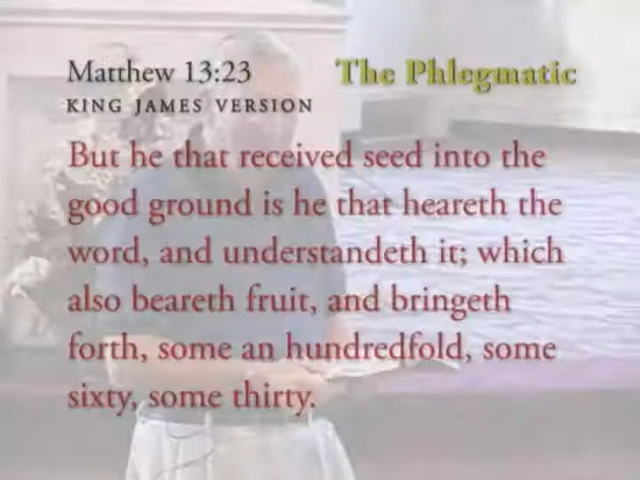 Matthew 13:23
The Phlegmatic
KING JAMES VERSION
But he that received seed into the
good ground is he that heareth the
word, and understandeth it; which
also beareth fruit, and bringeth
forth, some an hundredfold, some
sixty, some thirty.